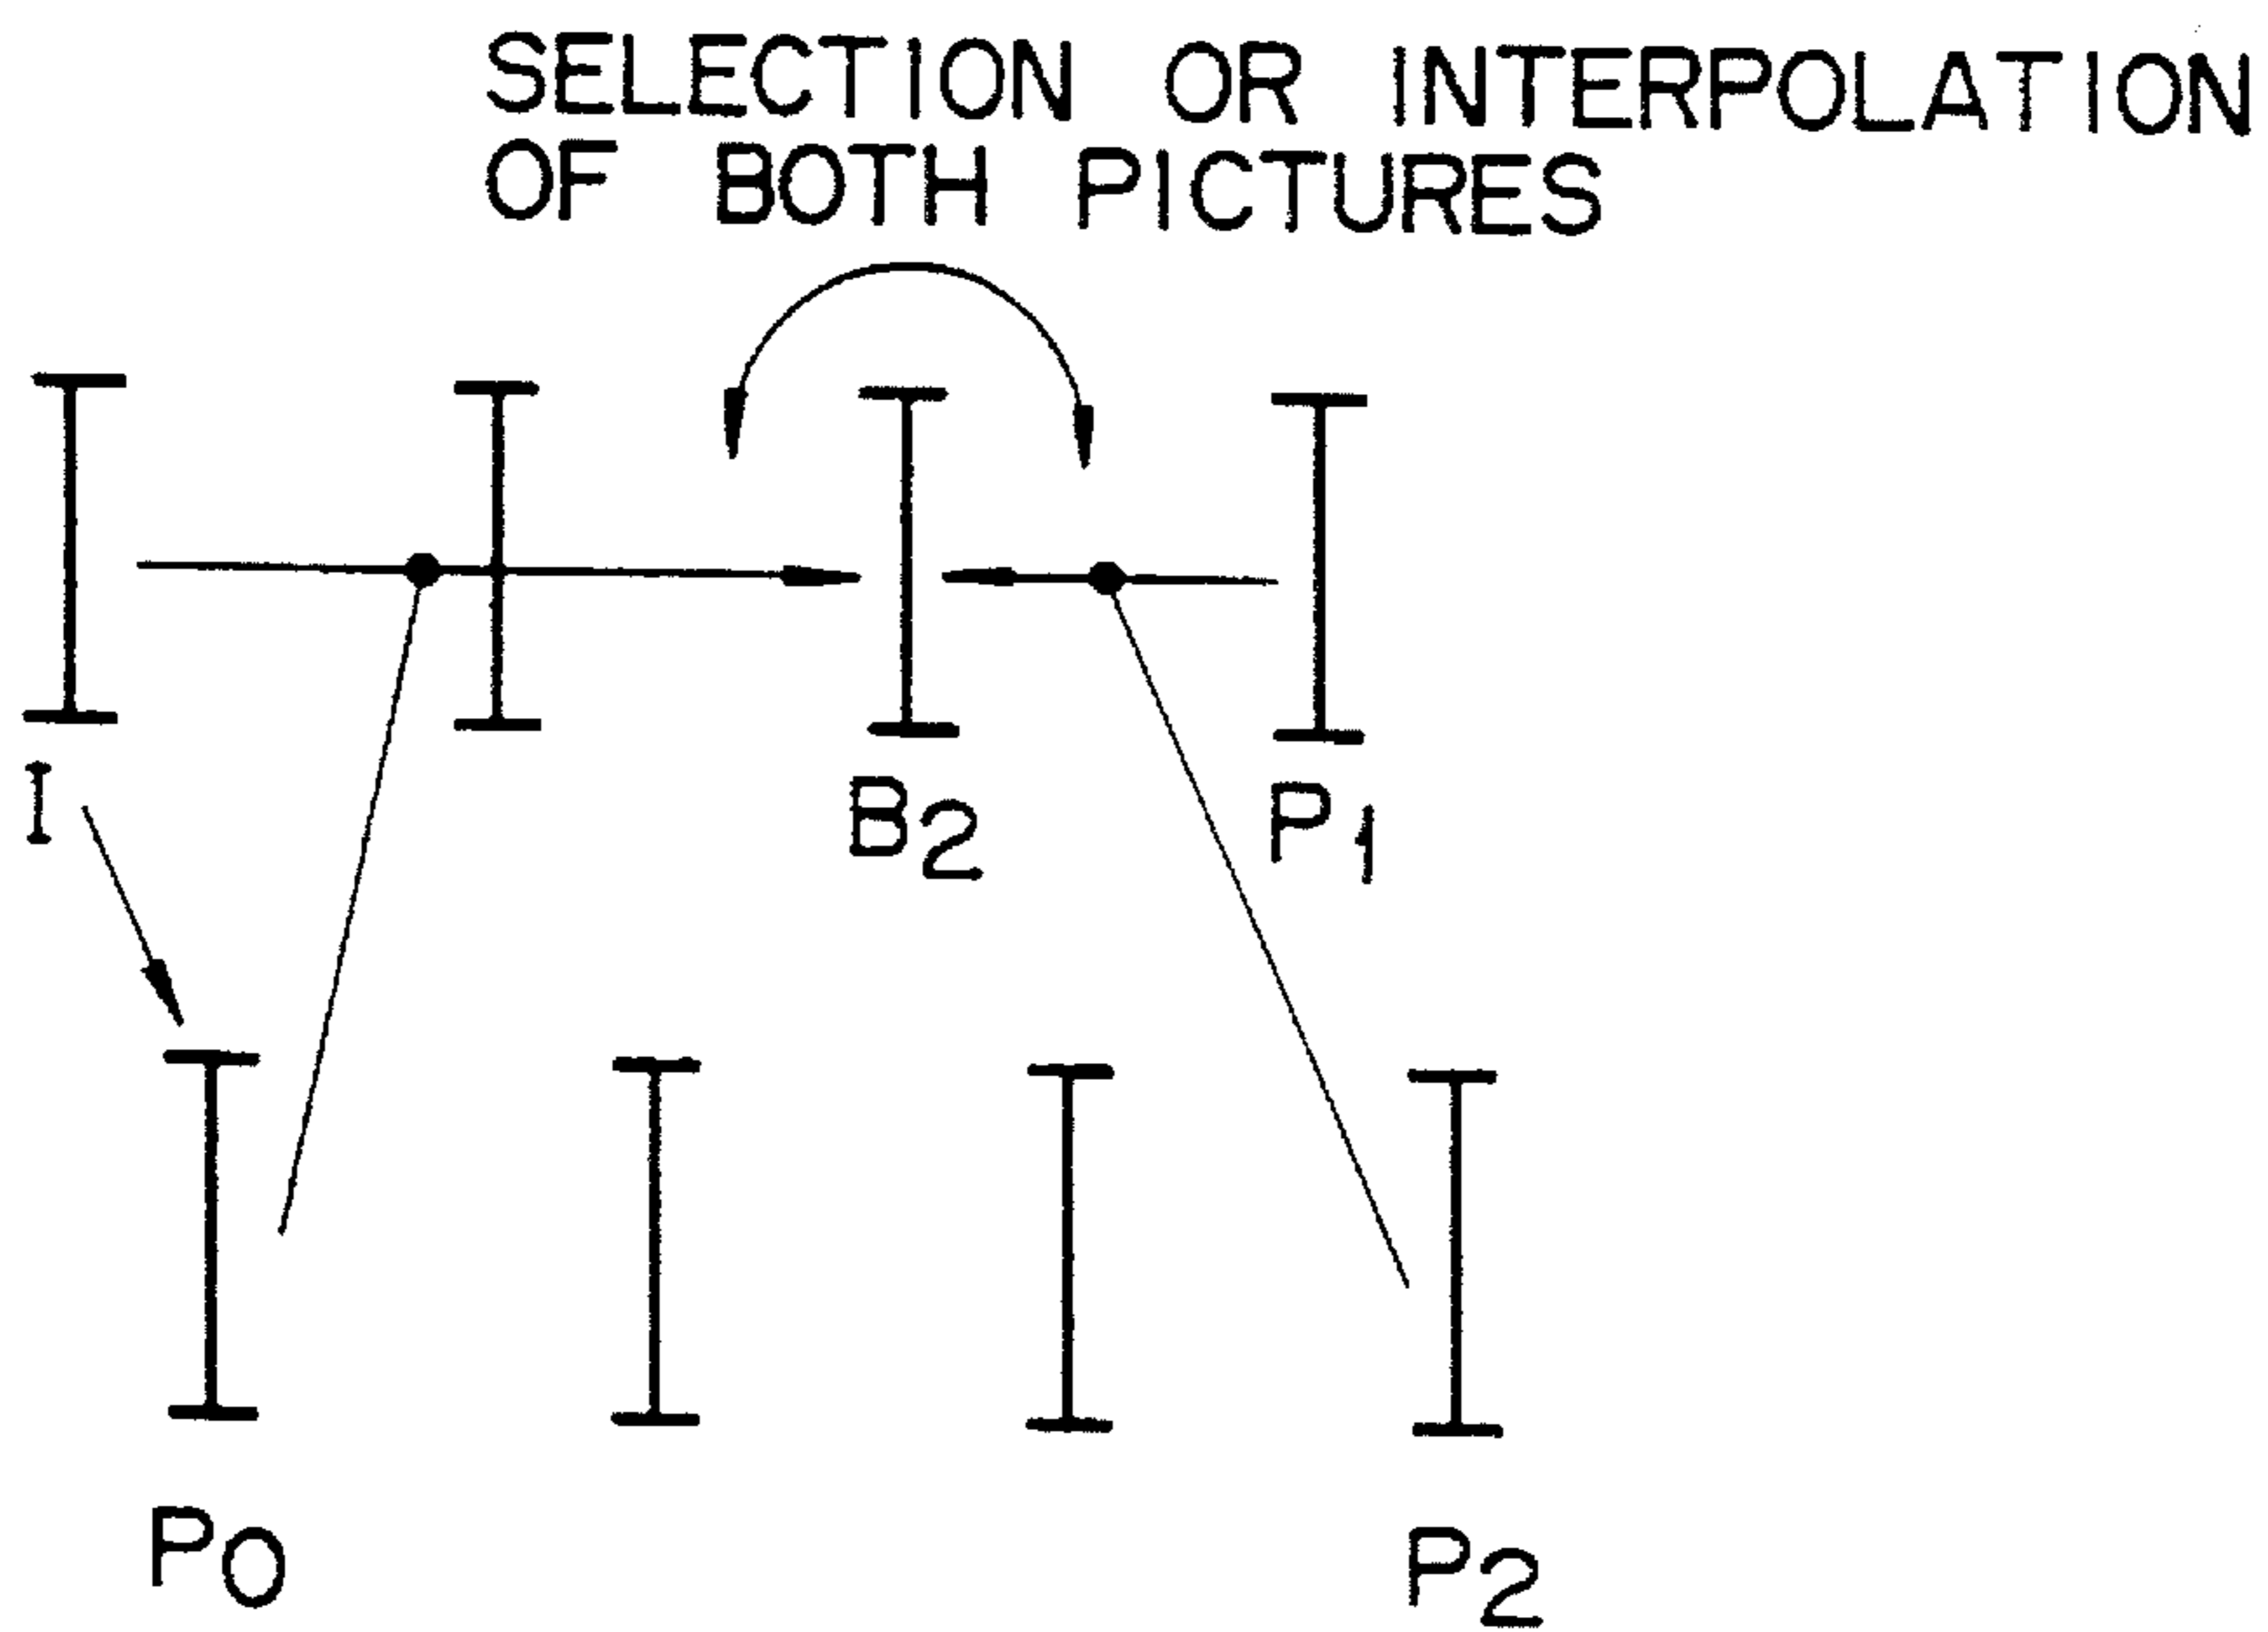 SELECTION OR INTERPOLATION
OF BOTH PICTURES
I
B2
P1
P0
P2